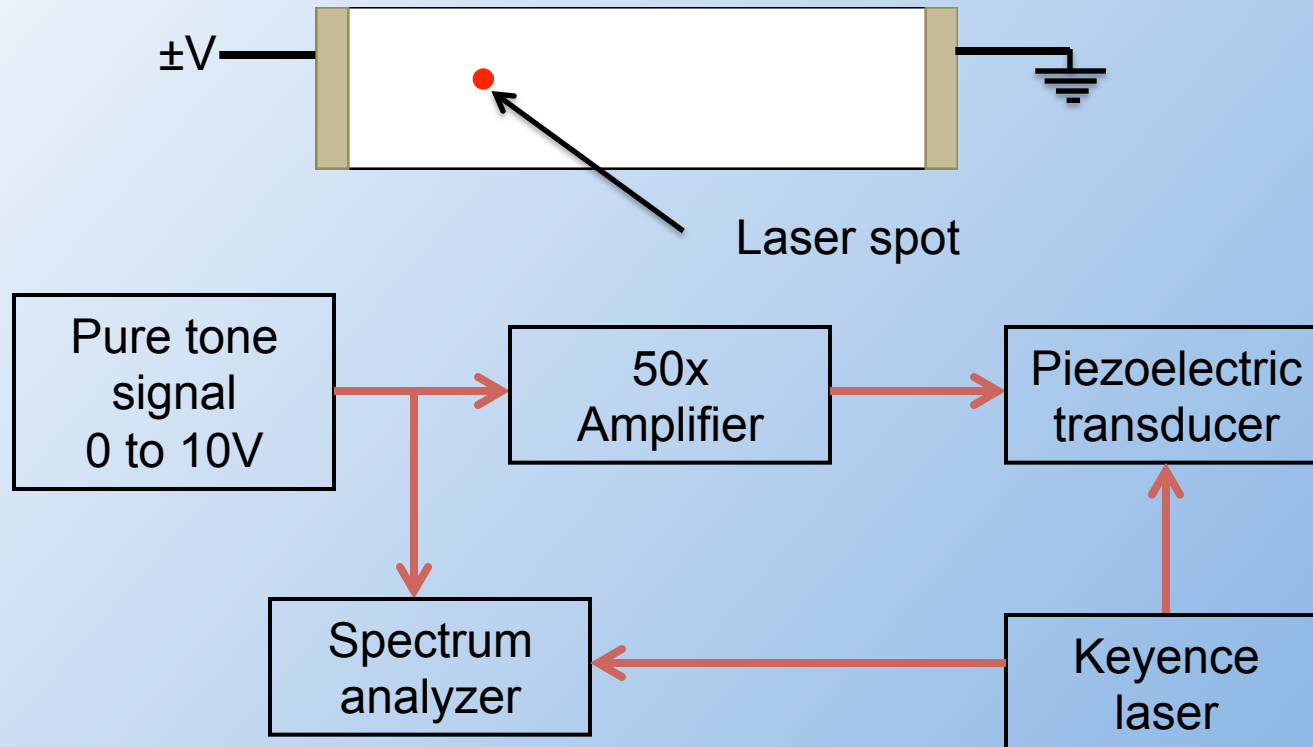 ±V
Laser spot
Pure tone
signal
0 to 10V
50x
Amplifier
Piezoelectric
transducer
Spectrum
analyzer
Keyence
laser